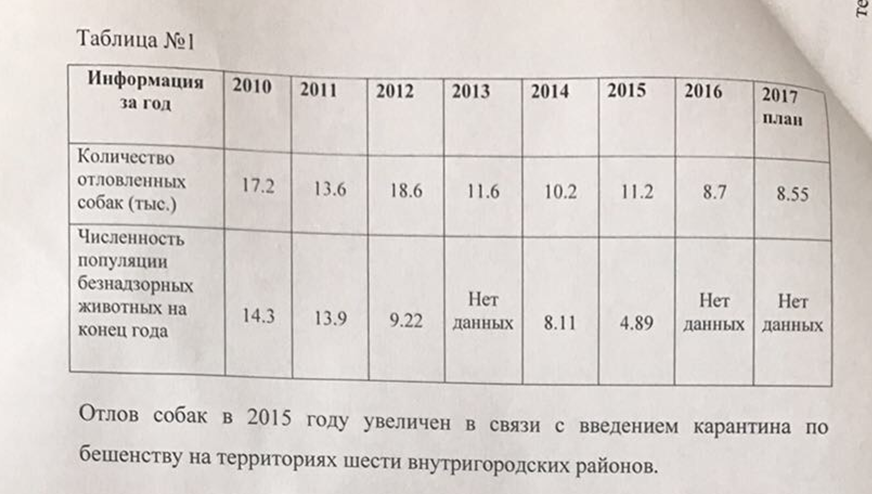 Таблица №1
Информация за год | 2010 | 2011 | 2012 | 2013 | 2014 | 2015 | 2016 | 2017 план
Количество отловленных собак (тыс.) | 17.2 | 13.6 | 18.6 | 11.6 | 10.2 | 11.2 | 8.7 | 8.55
Численность популяции безнадзорных животных на конец года | 14.3 | 13.9 | 9.22 | Нет данных | 8.11 | 4.89 | Нет данных | Нет данных
Отлов собак в 2015 году увеличен в связи с введением карантина по
бешенству на территориях шести внутригородских районов.